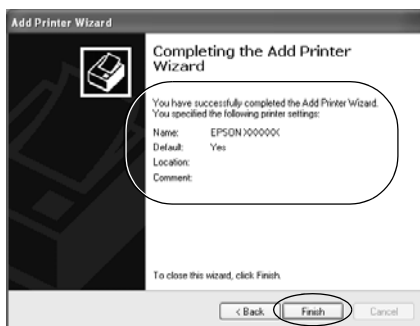 Add Printer Wizard
Completing the Add Printer
Wizard
You have successfully completed the Add Printer Wizard.
You specified the following printer settings:
Name: EPSON XXXXXX
Default: Yes
Location:
Comment:
To close this wizard, click Finish.
< Back Finish Cancel